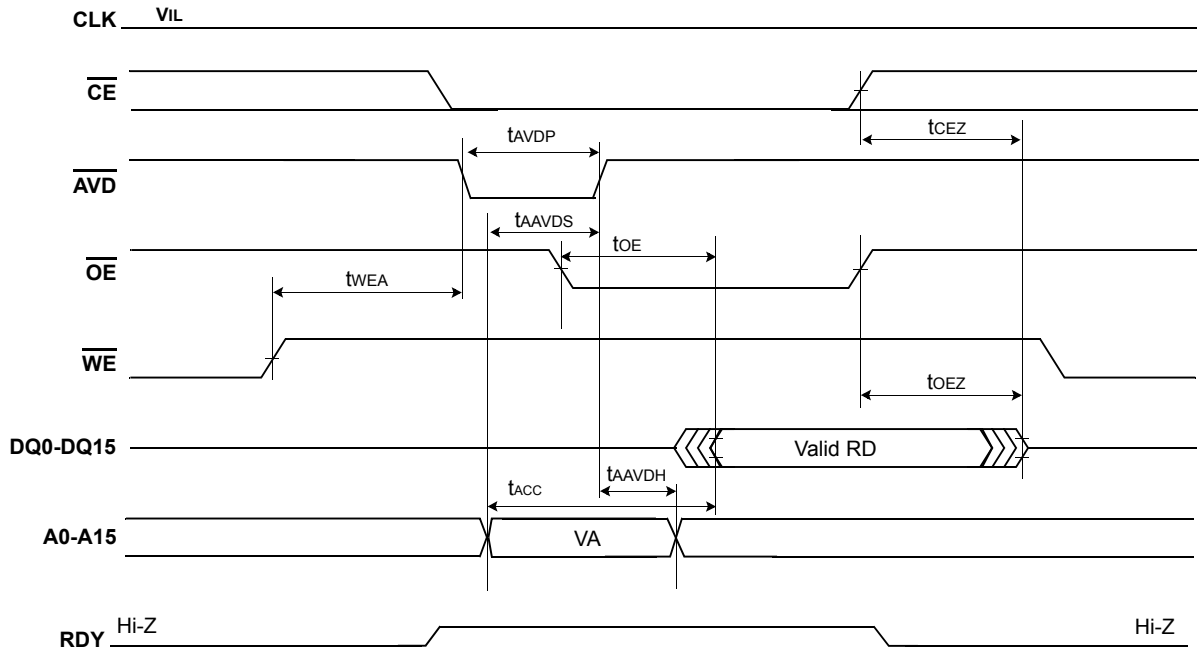 CLK VIL
CE
tCEZ
tAVDP
AVD
tAAVDS
tOE
OE
tWEA
WE
tOEZ
DQ0-DQ15 Valid RD
tAAVDH
tACC
A0-A15 VA
RDY Hi-Z Hi-Z